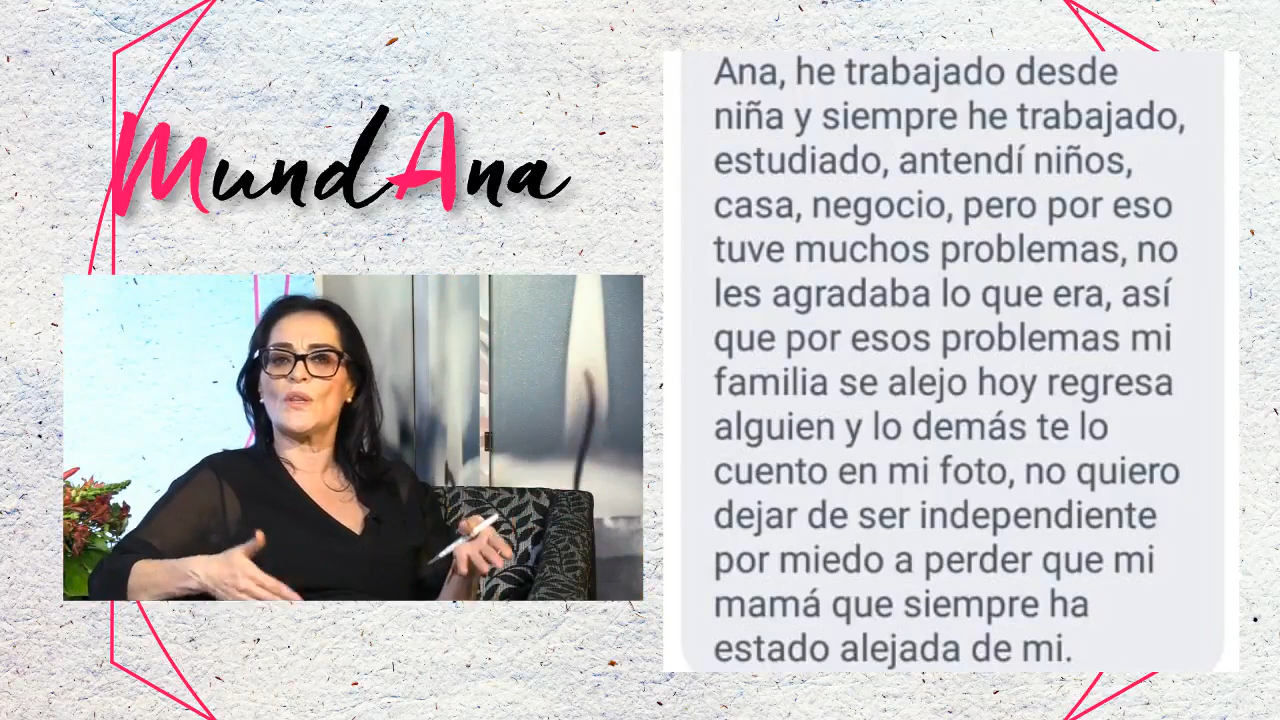 MundAna
Ana, he trabajado desde
niña y siempre he trabajado,
estudiado, antendí niños,
casa, negocio, pero por eso
tuve muchos problemas, no
les agradaba lo que era, así
que por esos problemas mi
familia se alejo hoy regresa
alguien y lo demás te lo
cuento en mi foto, no quiero
dejar de ser independiente
por miedo a perder que mi
mamá que siempre ha
estado alejada de mi.